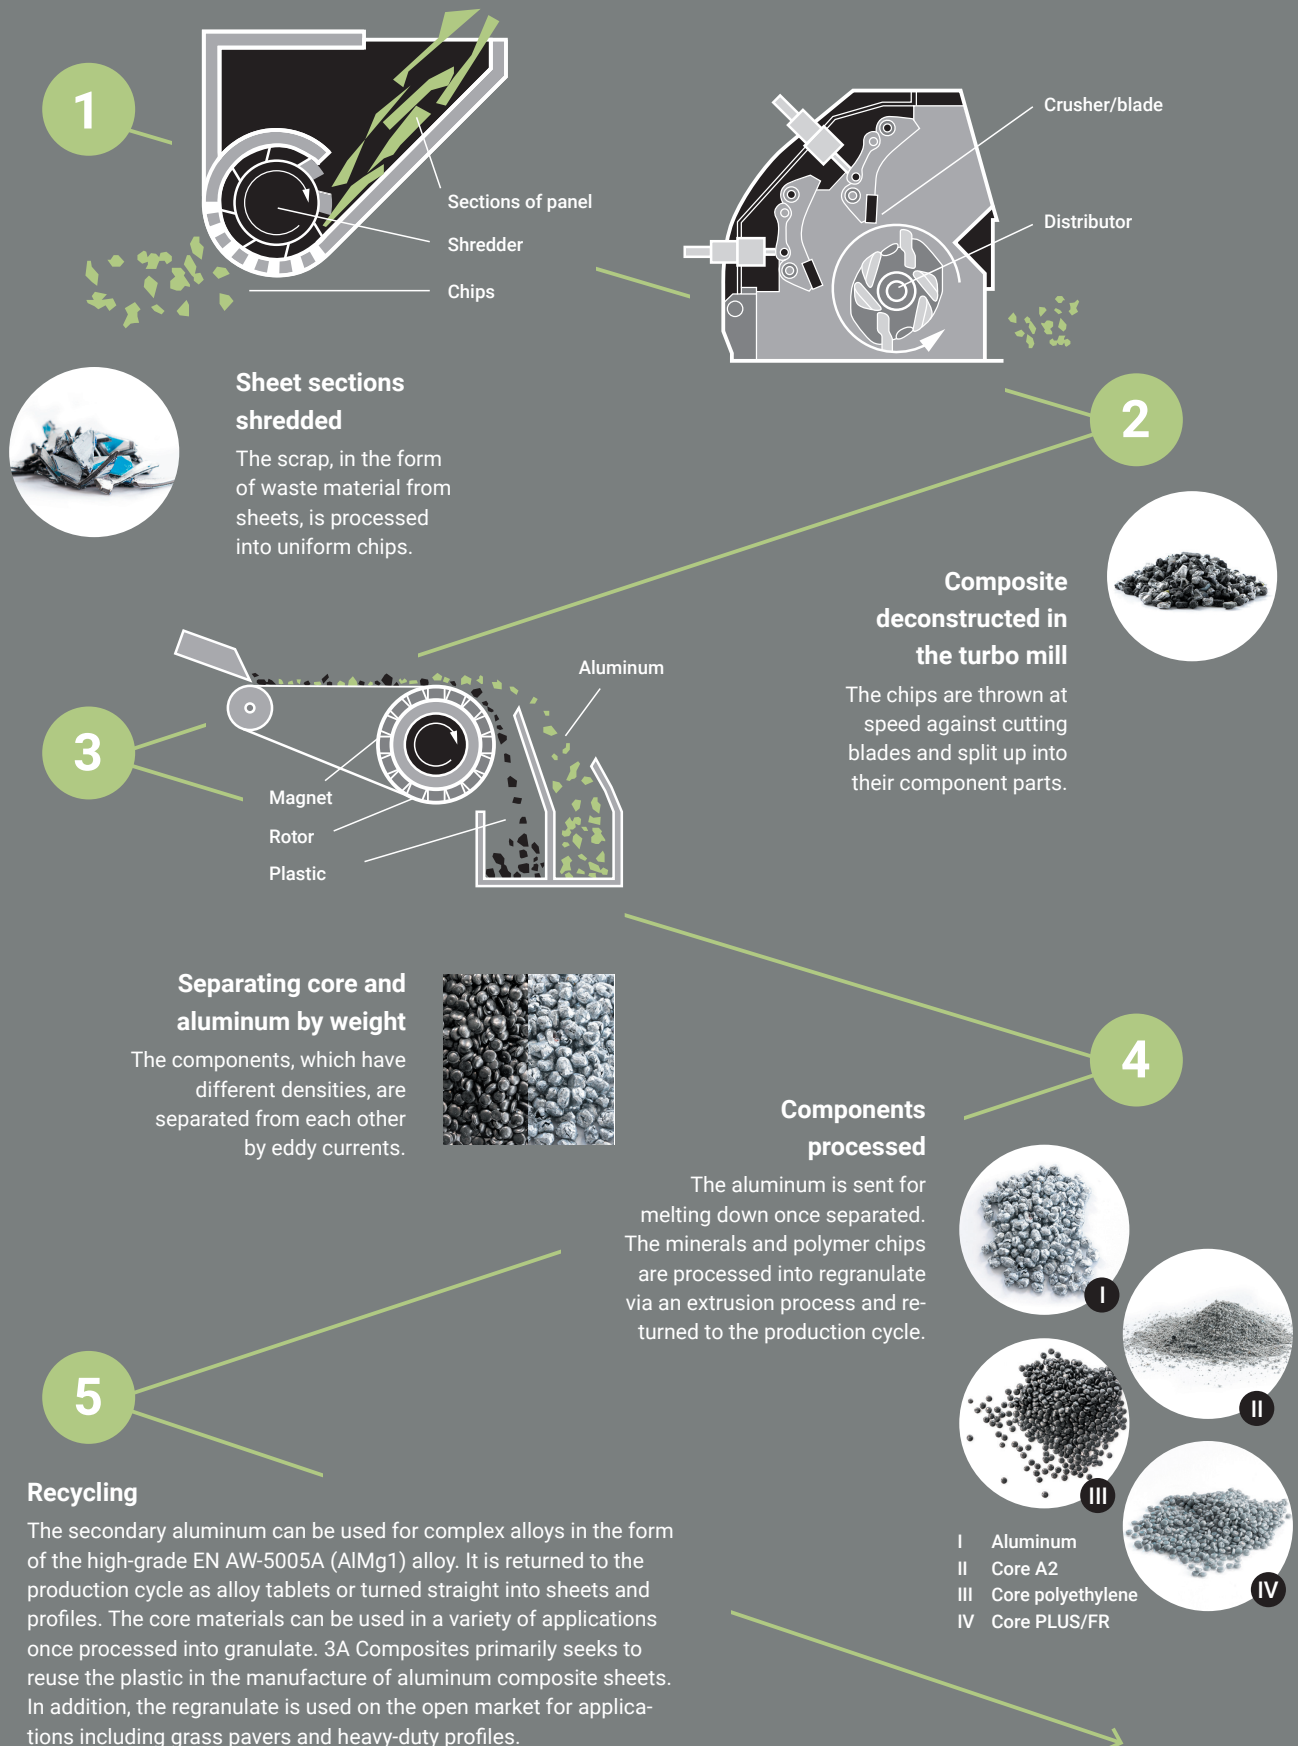 1
Sections of panel
Shredder
Chips
Crusher/blade
Distributor
Sheet sections
shredded
The scrap, in the form
of waste material from
sheets, is processed
into uniform chips.
2
Composite
deconstructed in
the turbo mill
The chips are thrown at
speed against cutting
blades and split up into
their component parts.
3
Aluminum
Magnet
Rotor
Plastic
Separating core and
aluminum by weight
The components, which have
different densities, are
separated from each other
by eddy currents.
4
Components
processed
The aluminum is sent for
melting down once separated.
The minerals and polymer chips
are processed into regranulate
via an extrusion process and re-
turned to the production cycle.
I
II
III
IV
I Aluminum
II Core A2
III Core polyethylene
IV Core PLUS/FR
5
Recycling
The secondary aluminum can be used for complex alloys in the form
of the high-grade EN AW-5005A (AlMg1) alloy. It is returned to the
production cycle as alloy tablets or turned straight into sheets and
profiles. The core materials can be used in a variety of applications
once processed into granulate. 3A Composites primarily seeks to
reuse the plastic in the manufacture of aluminum composite sheets.
In addition, the regranulate is used on the open market for applica-
tions including grass pavers and heavy-duty profiles.